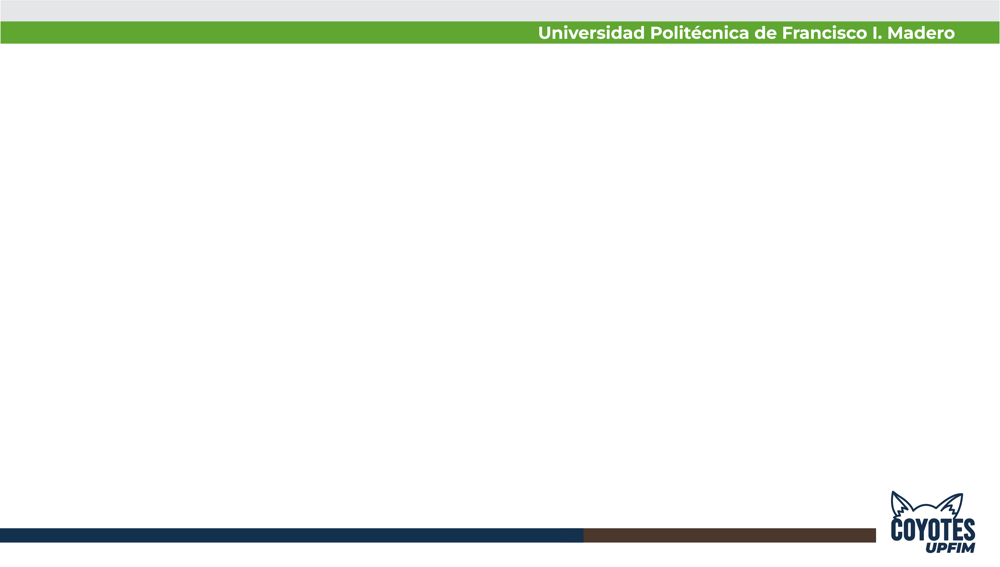 Universidad Politécnica de Francisco I. Madero
COYOTES
UPFIM